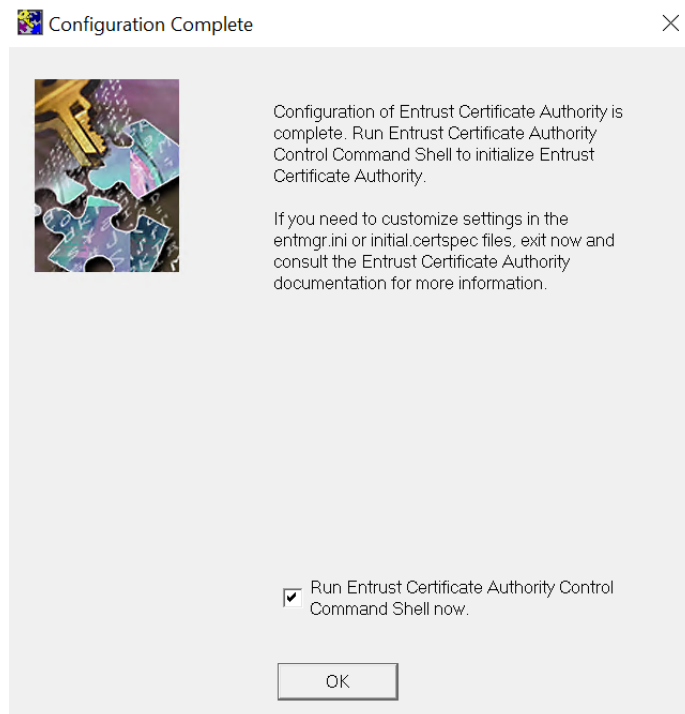 Configuration Complete
Configuration of Entrust Certificate Authority is
complete. Run Entrust Certificate Authority
Control Command Shell to initialize Entrust
Certificate Authority.
If you need to customize settings in the
entmgr.ini or initial.certspec files, exit now and
consult the Entrust Certificate Authority
documentation for more information.
Run Entrust Certificate Authority Control
Command Shell now.
OK